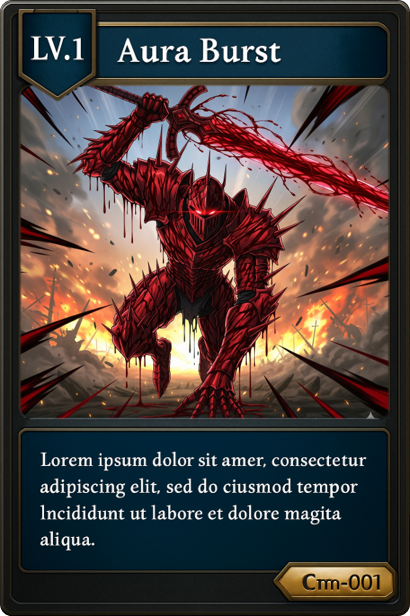 LV.1
Aura Burst
Lorem ipsum dolor sit amer, consectetur
adipiscing elit, sed do ciusmod tempor
lncididunt ut labore et dolore magita
aliqua.
Crm-001